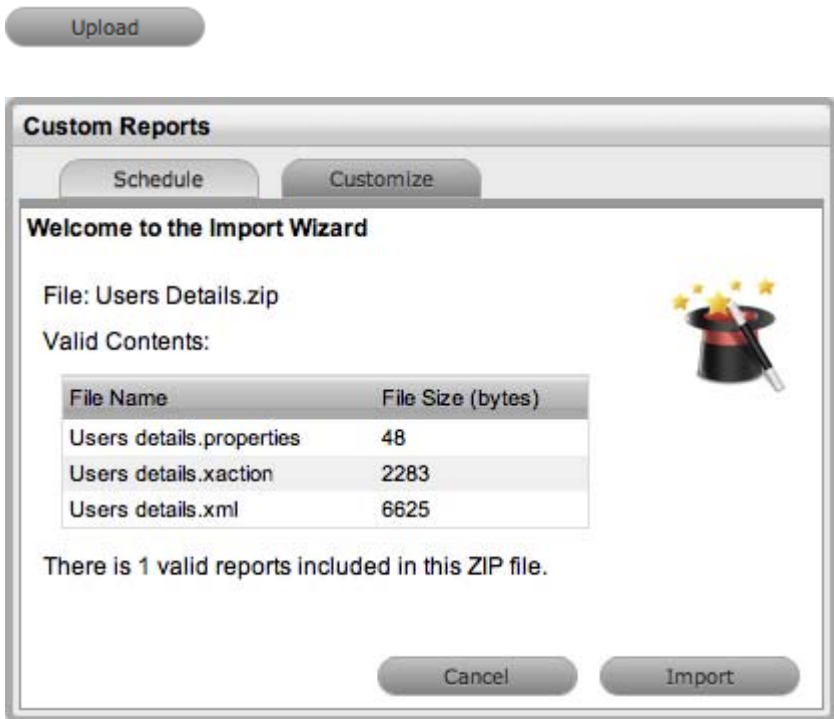 Upload
Custom Reports
Schedule Customize
Welcome to the Import Wizard
File: Users Details.zip
Valid Contents:
File Name File Size (bytes)
Users details.properties 48
Users details.xaction 2283
Users details.xml 6625
There is 1 valid reports included in this ZIP file.
Cancel Import